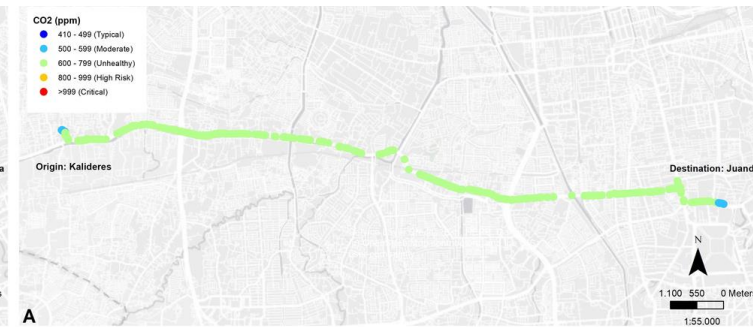 CO2 (ppm)
410 - 499 (Typical)
500 - 599 (Moderate)
600 - 799 (Unhealthy)
800 - 999 (High Risk)
>999 (Critical)
a
Origin: Kalideres
Destination: Juand
N
s
1.100 550 0 Meters
A
1:55.000